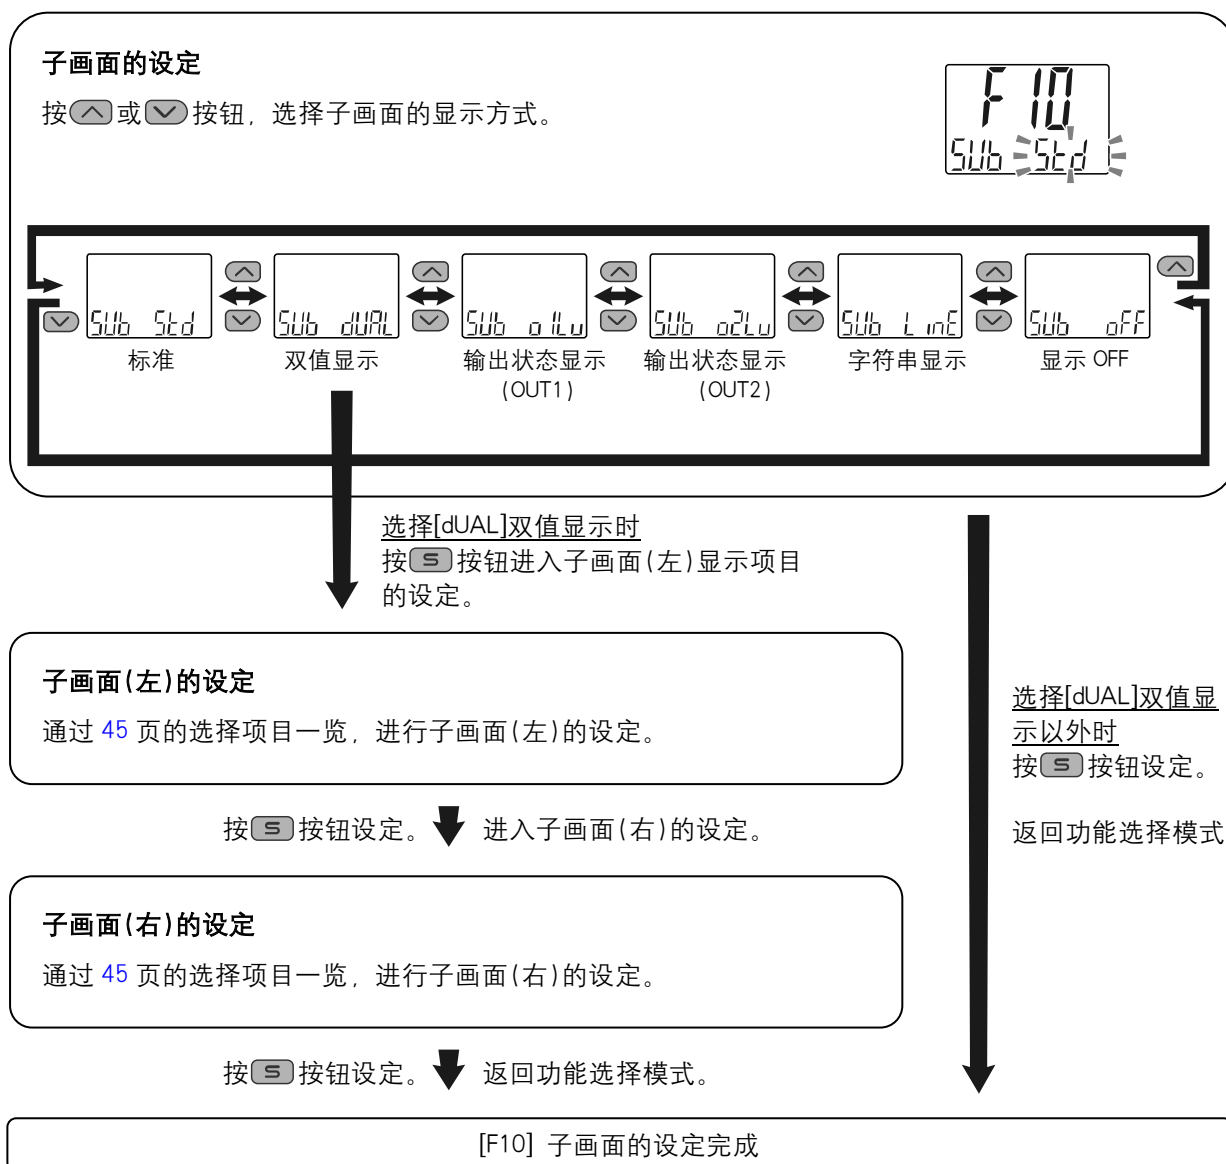 子画面的设定
按 或 按钮，选择子画面的显示方式。
F 10
SUb Std
SUb Std
SUb dUAL
SUb o1Lv
SUb o2Lv
SUb LinE
SUb oFF
标准
双值显示
输出状态显示
(OUT1)
输出状态显示
(OUT2)
字符串显示
显示 OFF
选择[dUAL]双值显示时
按 S 按钮进入子画面(左)显示项目
的设定。
子画面(左)的设定
通过 45 页的选择项目一览，进行子画面(左)的设定。
选择[dUAL]双值显
示以外时
按 S 按钮设定。
返回功能选择模式
按 S 按钮设定。 进入子画面(右)的设定。
子画面(右)的设定
通过 45 页的选择项目一览，进行子画面(右)的设定。
按 S 按钮设定。 返回功能选择模式。
[F10] 子画面的设定完成